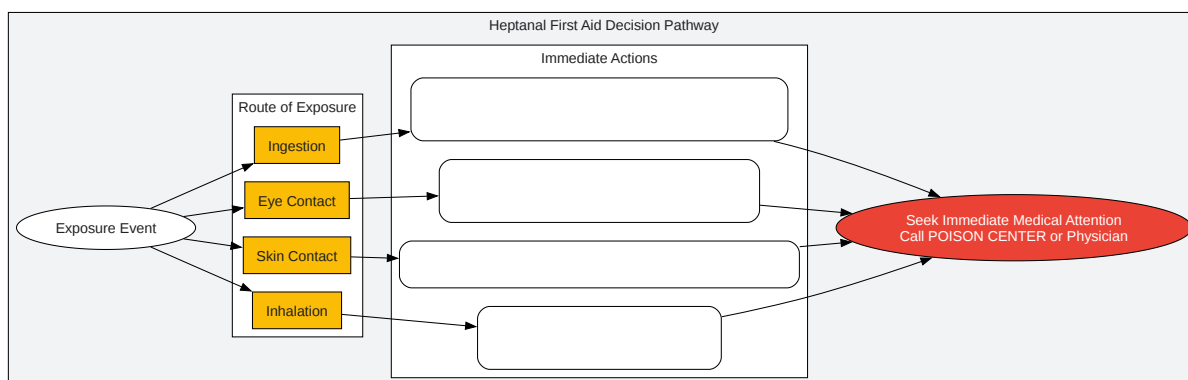 Heptanal First Aid Decision Pathway
Immediate Actions
Route of Exposure
Ingestion
Eye Contact
Skin Contact
Inhalation
Exposure Event
Seek Immediate Medical Attention
Call POISON CENTER or Physician